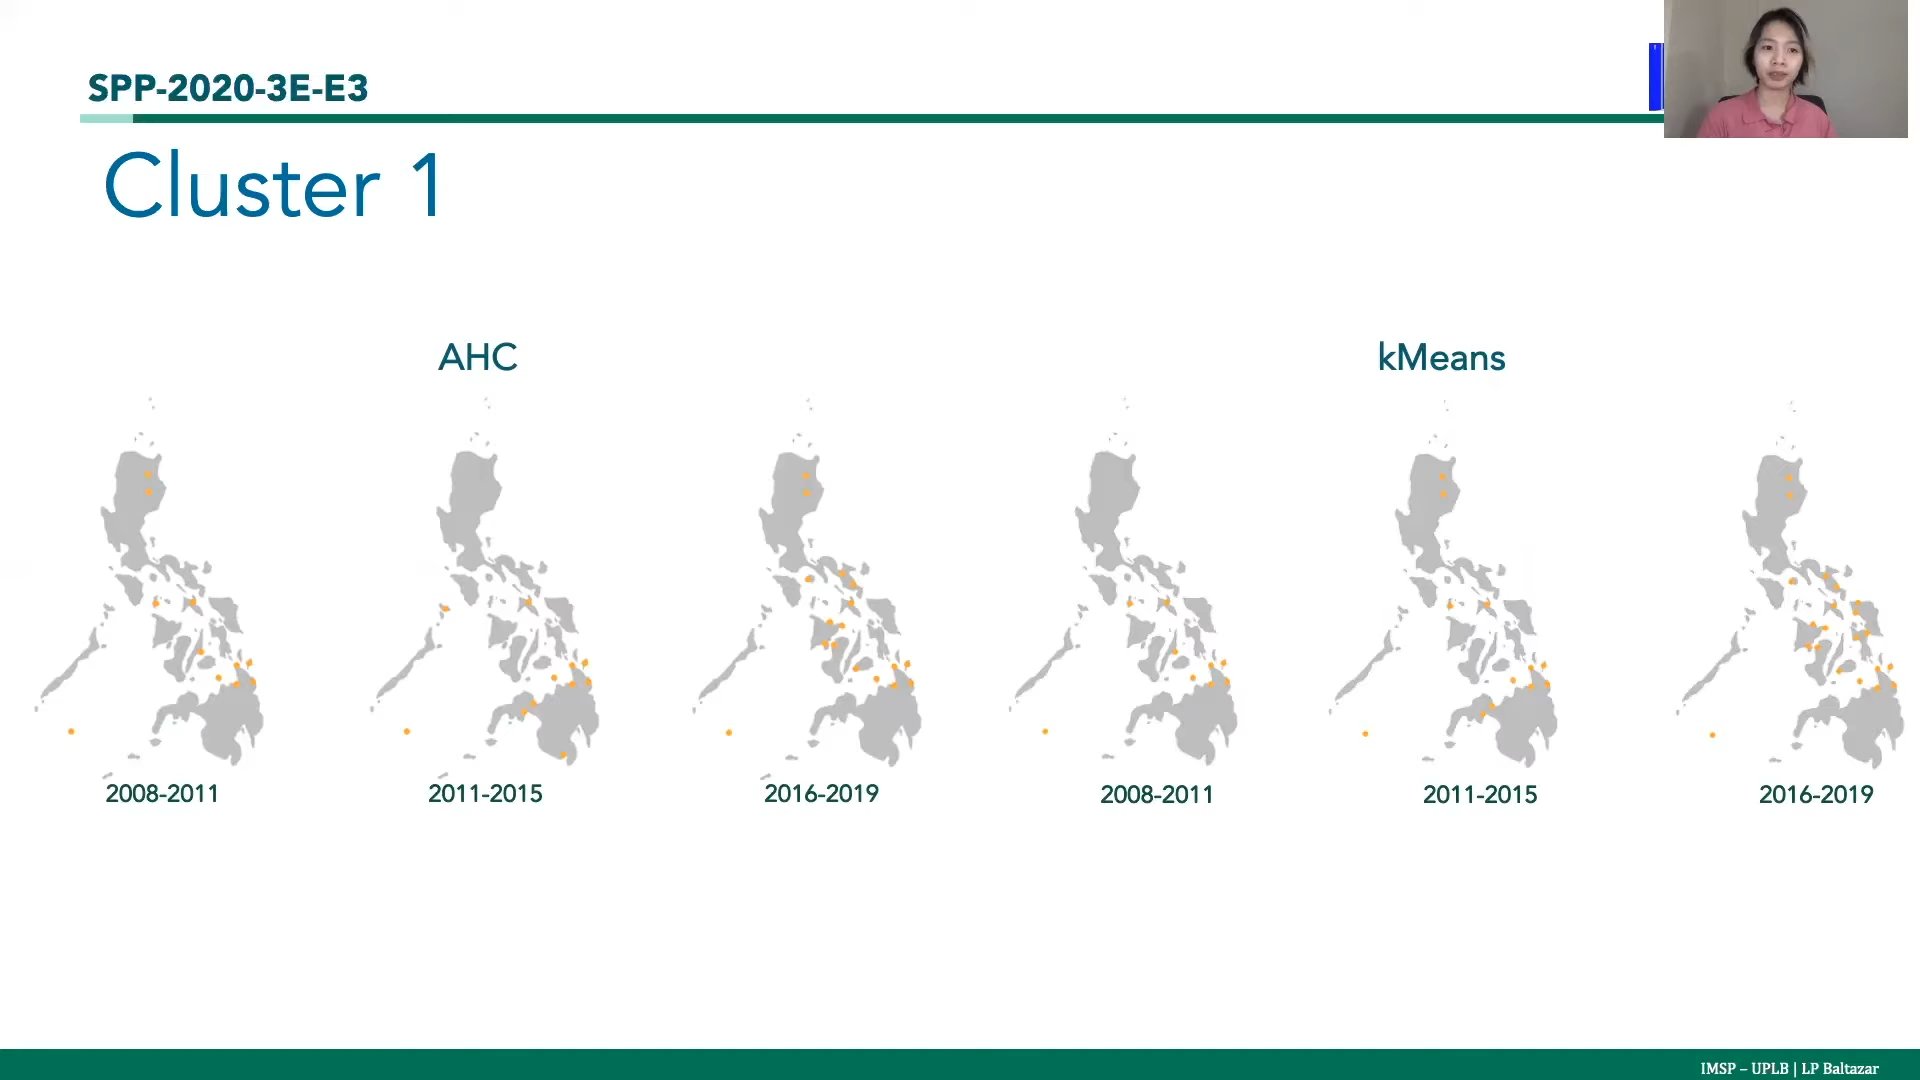 SPP-2020-3E-E3
Cluster 1
AHC
kMeans
2008-2011
2011-2015
2016-2019
2008-2011
2011-2015
2016-2019
IMSP – UPLB | LP Baltazar